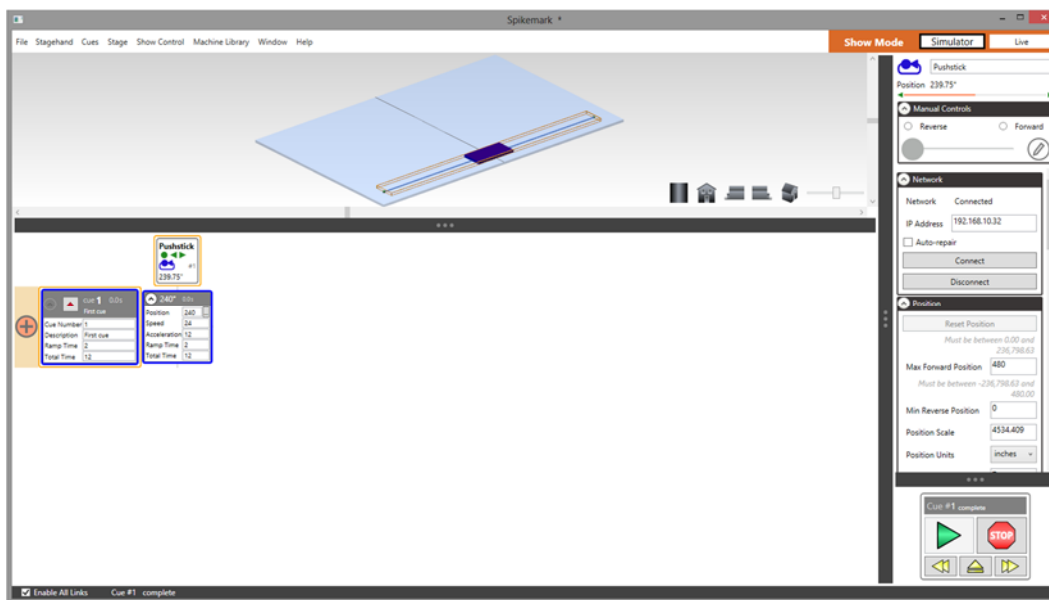 Spikemark *
File Stagehand Cues Stage Show Control Machine Library Window Help
Show Mode Simulator Live
Pushstick
Position 239.75"
Manual Controls
Reverse Forward
Network
Network Connected
IP Address 192.168.10.32
Auto-repair
Connect
Disconnect
Position
Reset Position
Must be between 0.00 and
236,798.63
Max Forward Position 480
Must be between -236,798.63 and
480.00
Min Reverse Position 0
Position Scale 4534.409
Position Units inches
Pushstick
#1
239.75"
cue 1 0.0s
First cue
Cue Number 1
Description First cue
Ramp Time 2
Total Time 12
240" 0.0s
Position 240
Speed 24
Acceleration 12
Ramp Time 2
Total Time 12
Cue #1 complete
STOP
Enable All Links Cue #1 complete